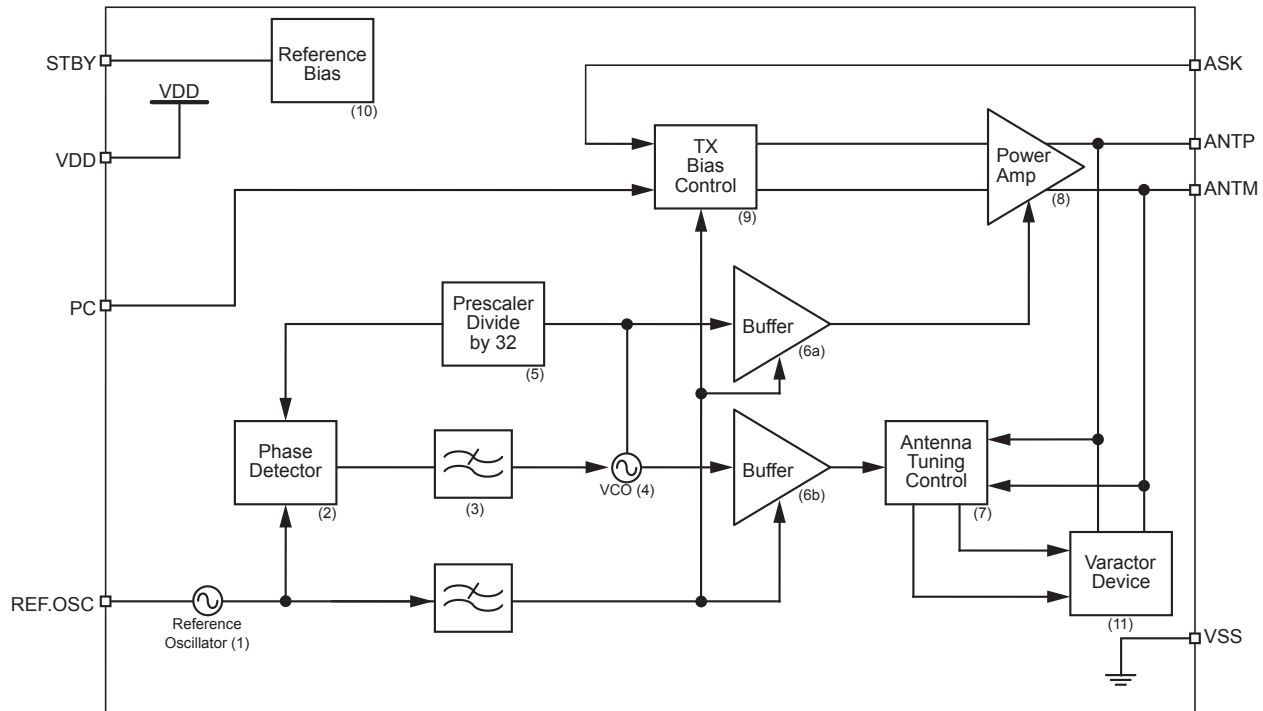 STBY
Reference
Bias
(10)
VDD
VDD
ASK
TX
Bias
Control
(9)
Power
Amp
(8)
ANTP
ANTM
PC
Prescaler
Divide
by 32
(5)
Buffer
(6a)
Phase
Detector
(2)
(3)
VCO (4)
Buffer
(6b)
Antenna
Tuning
Control
(7)
REF.OSC
Reference
Oscillator (1)
Varactor
Device
(11)
VSS